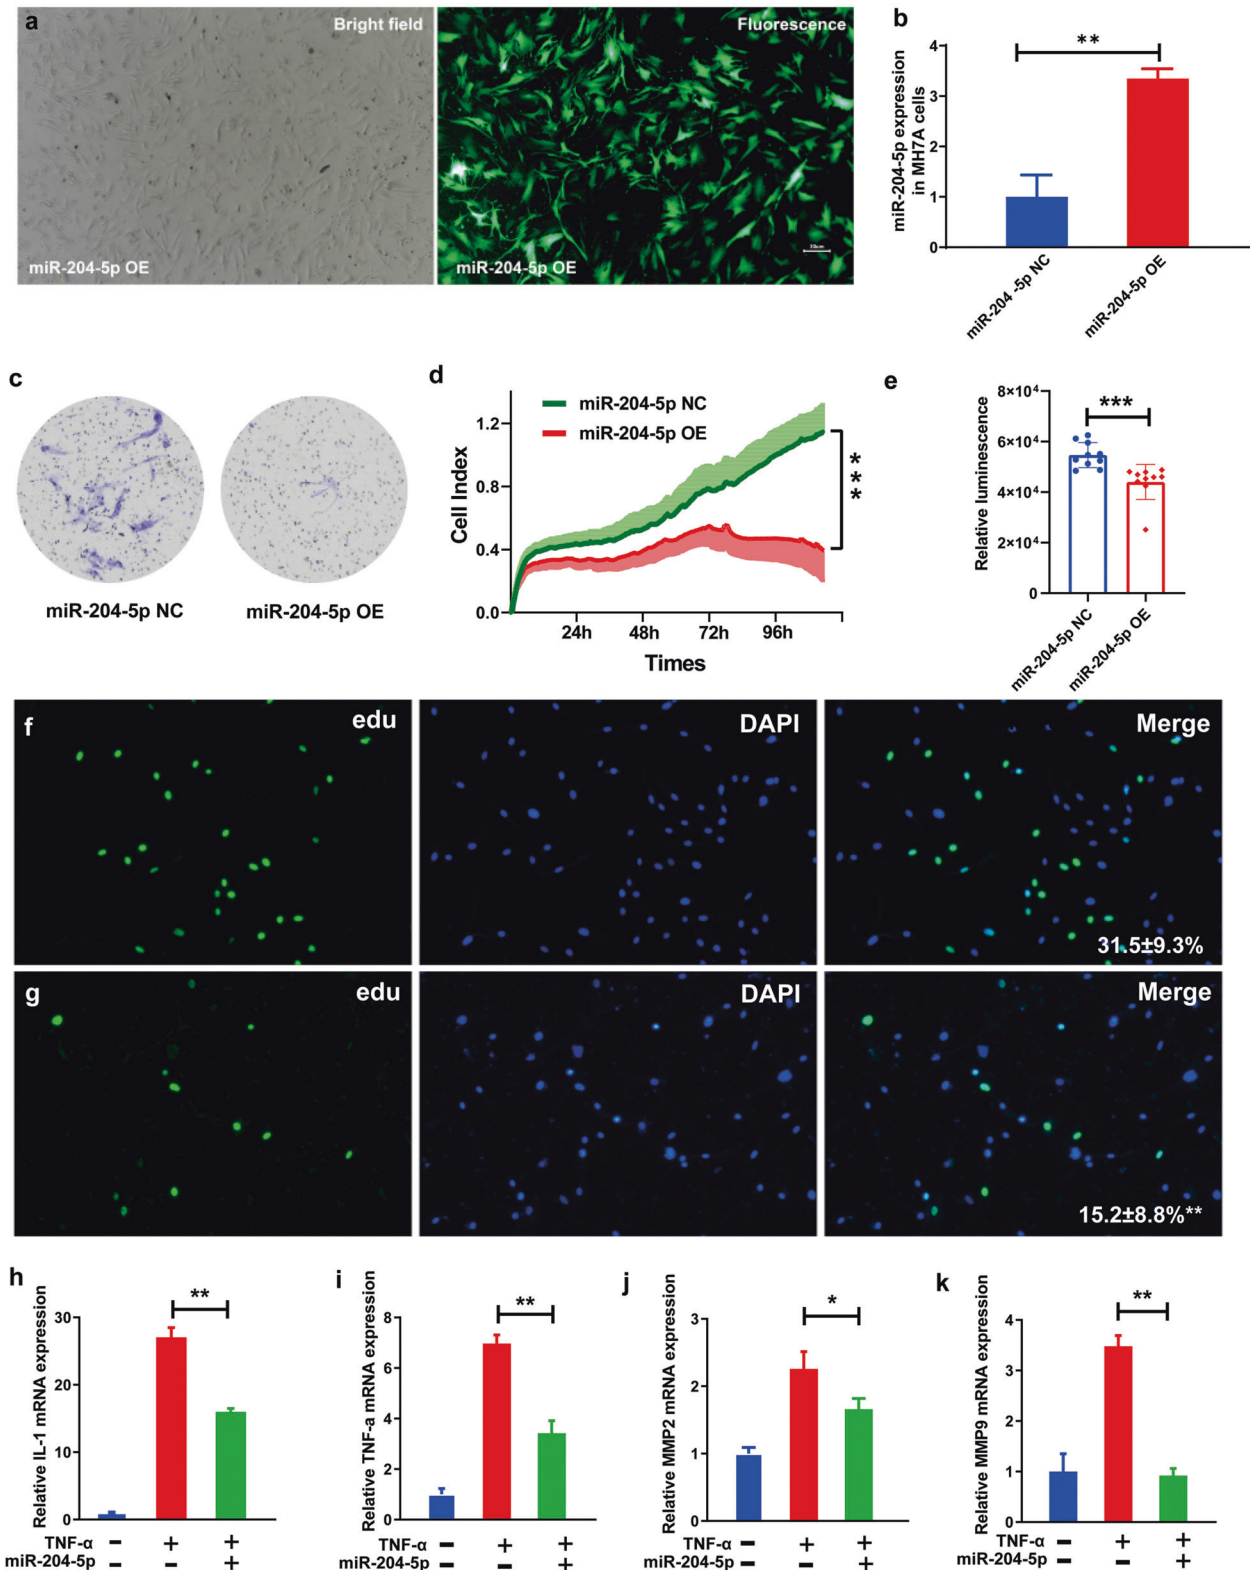 a
Bright field
Fluorescence
miR-204-5p OE
miR-204-5p OE
b
miR-204-5p expression
in MH7A cells
4
3
2
1
0
**
miR-204 -5p NC
miR-204-5p OE
c
miR-204-5p NC
miR-204-5p OE
d
miR-204-5p NC
miR-204-5p OE
Cell Index
1.2
0.8
0.4
0.0
24h
48h
72h
96h
Times
***
e
Relative luminescence
8×10⁴
6×10⁴
4×10⁴
2×10⁴
0
***
miR-204-5p NC
miR-204-5p OE
f
edu
DAPI
Merge
31.5±9.3%
g
edu
DAPI
Merge
15.2±8.8%**
h
Relative IL-1 mRNA expression
30
20
10
0
**
TNF-α
– + +
miR-204-5p
– – +
i
Relative TNF-a mRNA expression
8
6
4
2
0
**
– + +
– – +
j
Relative MMP2 mRNA expression
3
2
1
0
*
TNF-α
– + +
miR-204-5p
– – +
k
Relative MMP9 mRNA expression
4
3
2
1
0
**
TNF-α
– + +
miR-204-5p
– – +